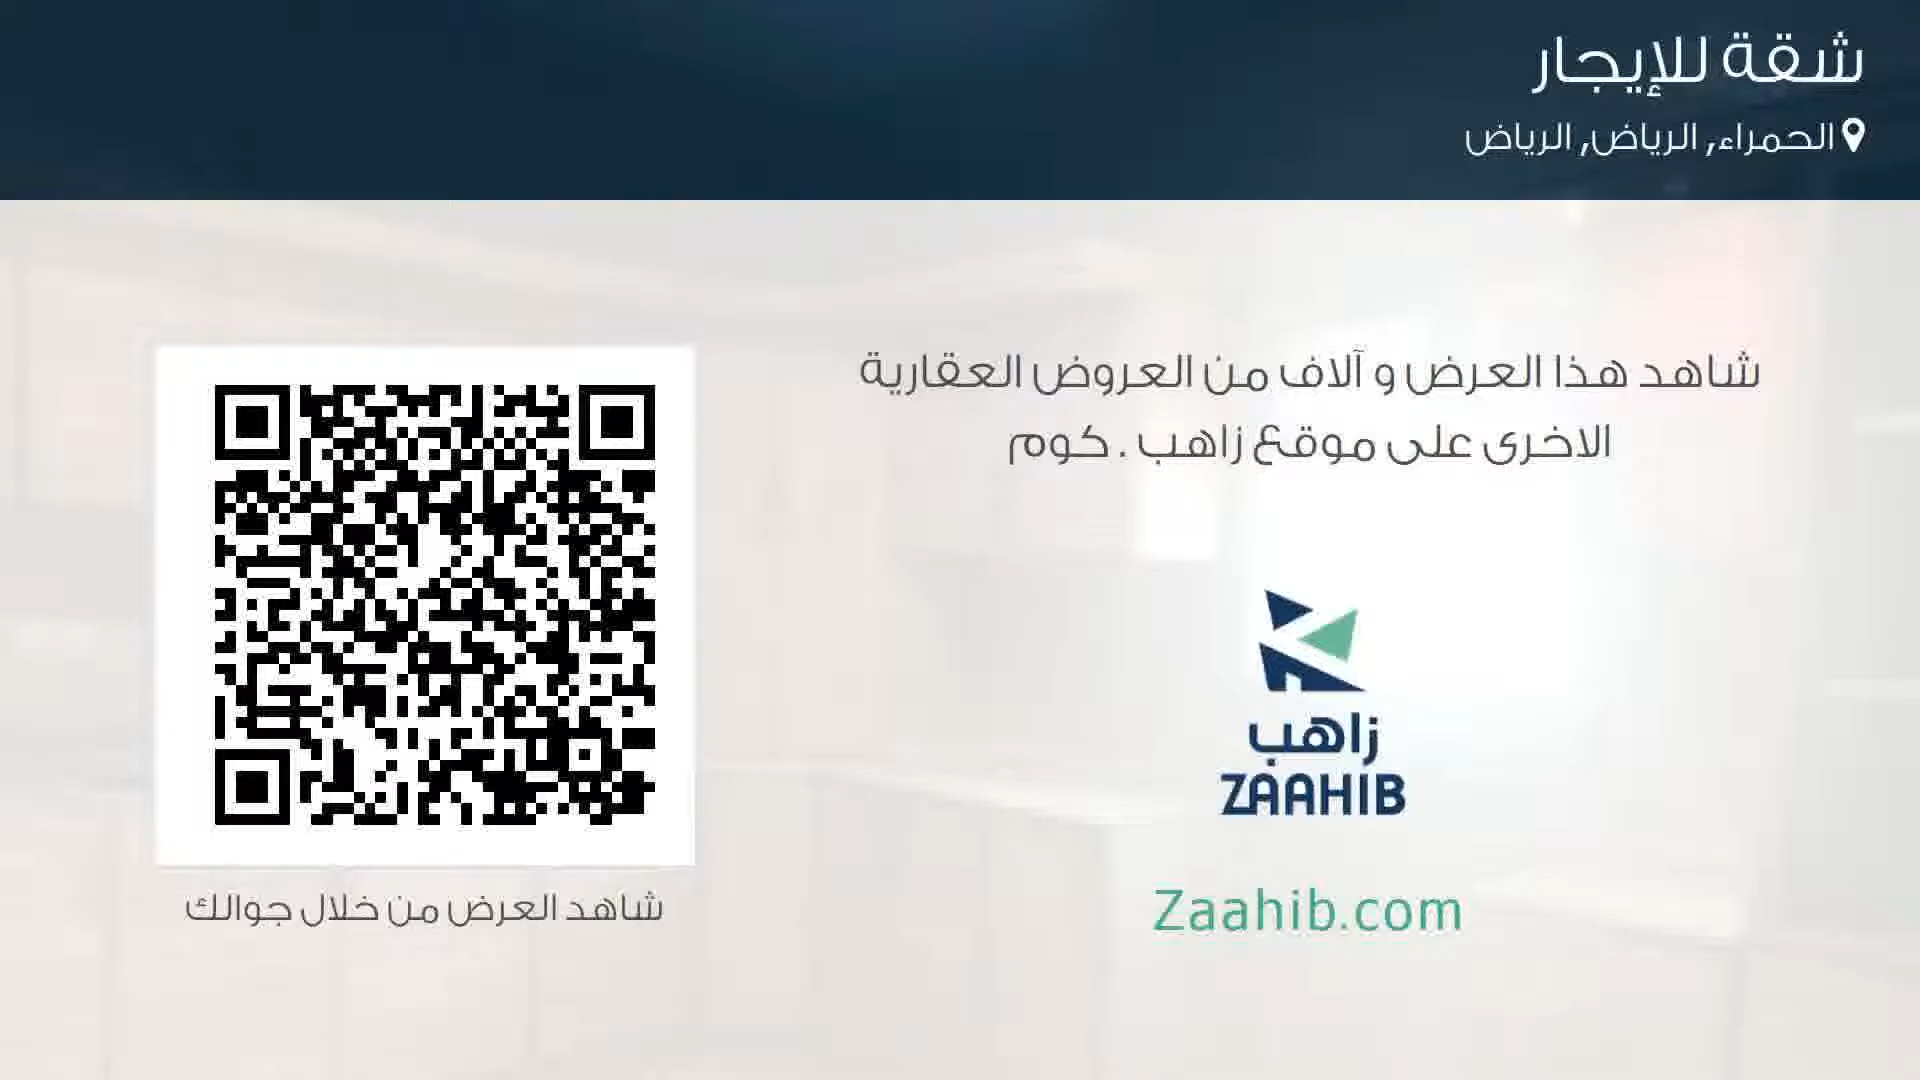 شقة للإيجار
الحمراء, الرياض, الرياض
شاهد هذا العرض و آلاف من العروض العقارية
الاخرى على موقع زاهب . كوم
زاهب
ZAAHIB
Zaahib.com
شاهد العرض من خلال جوالك